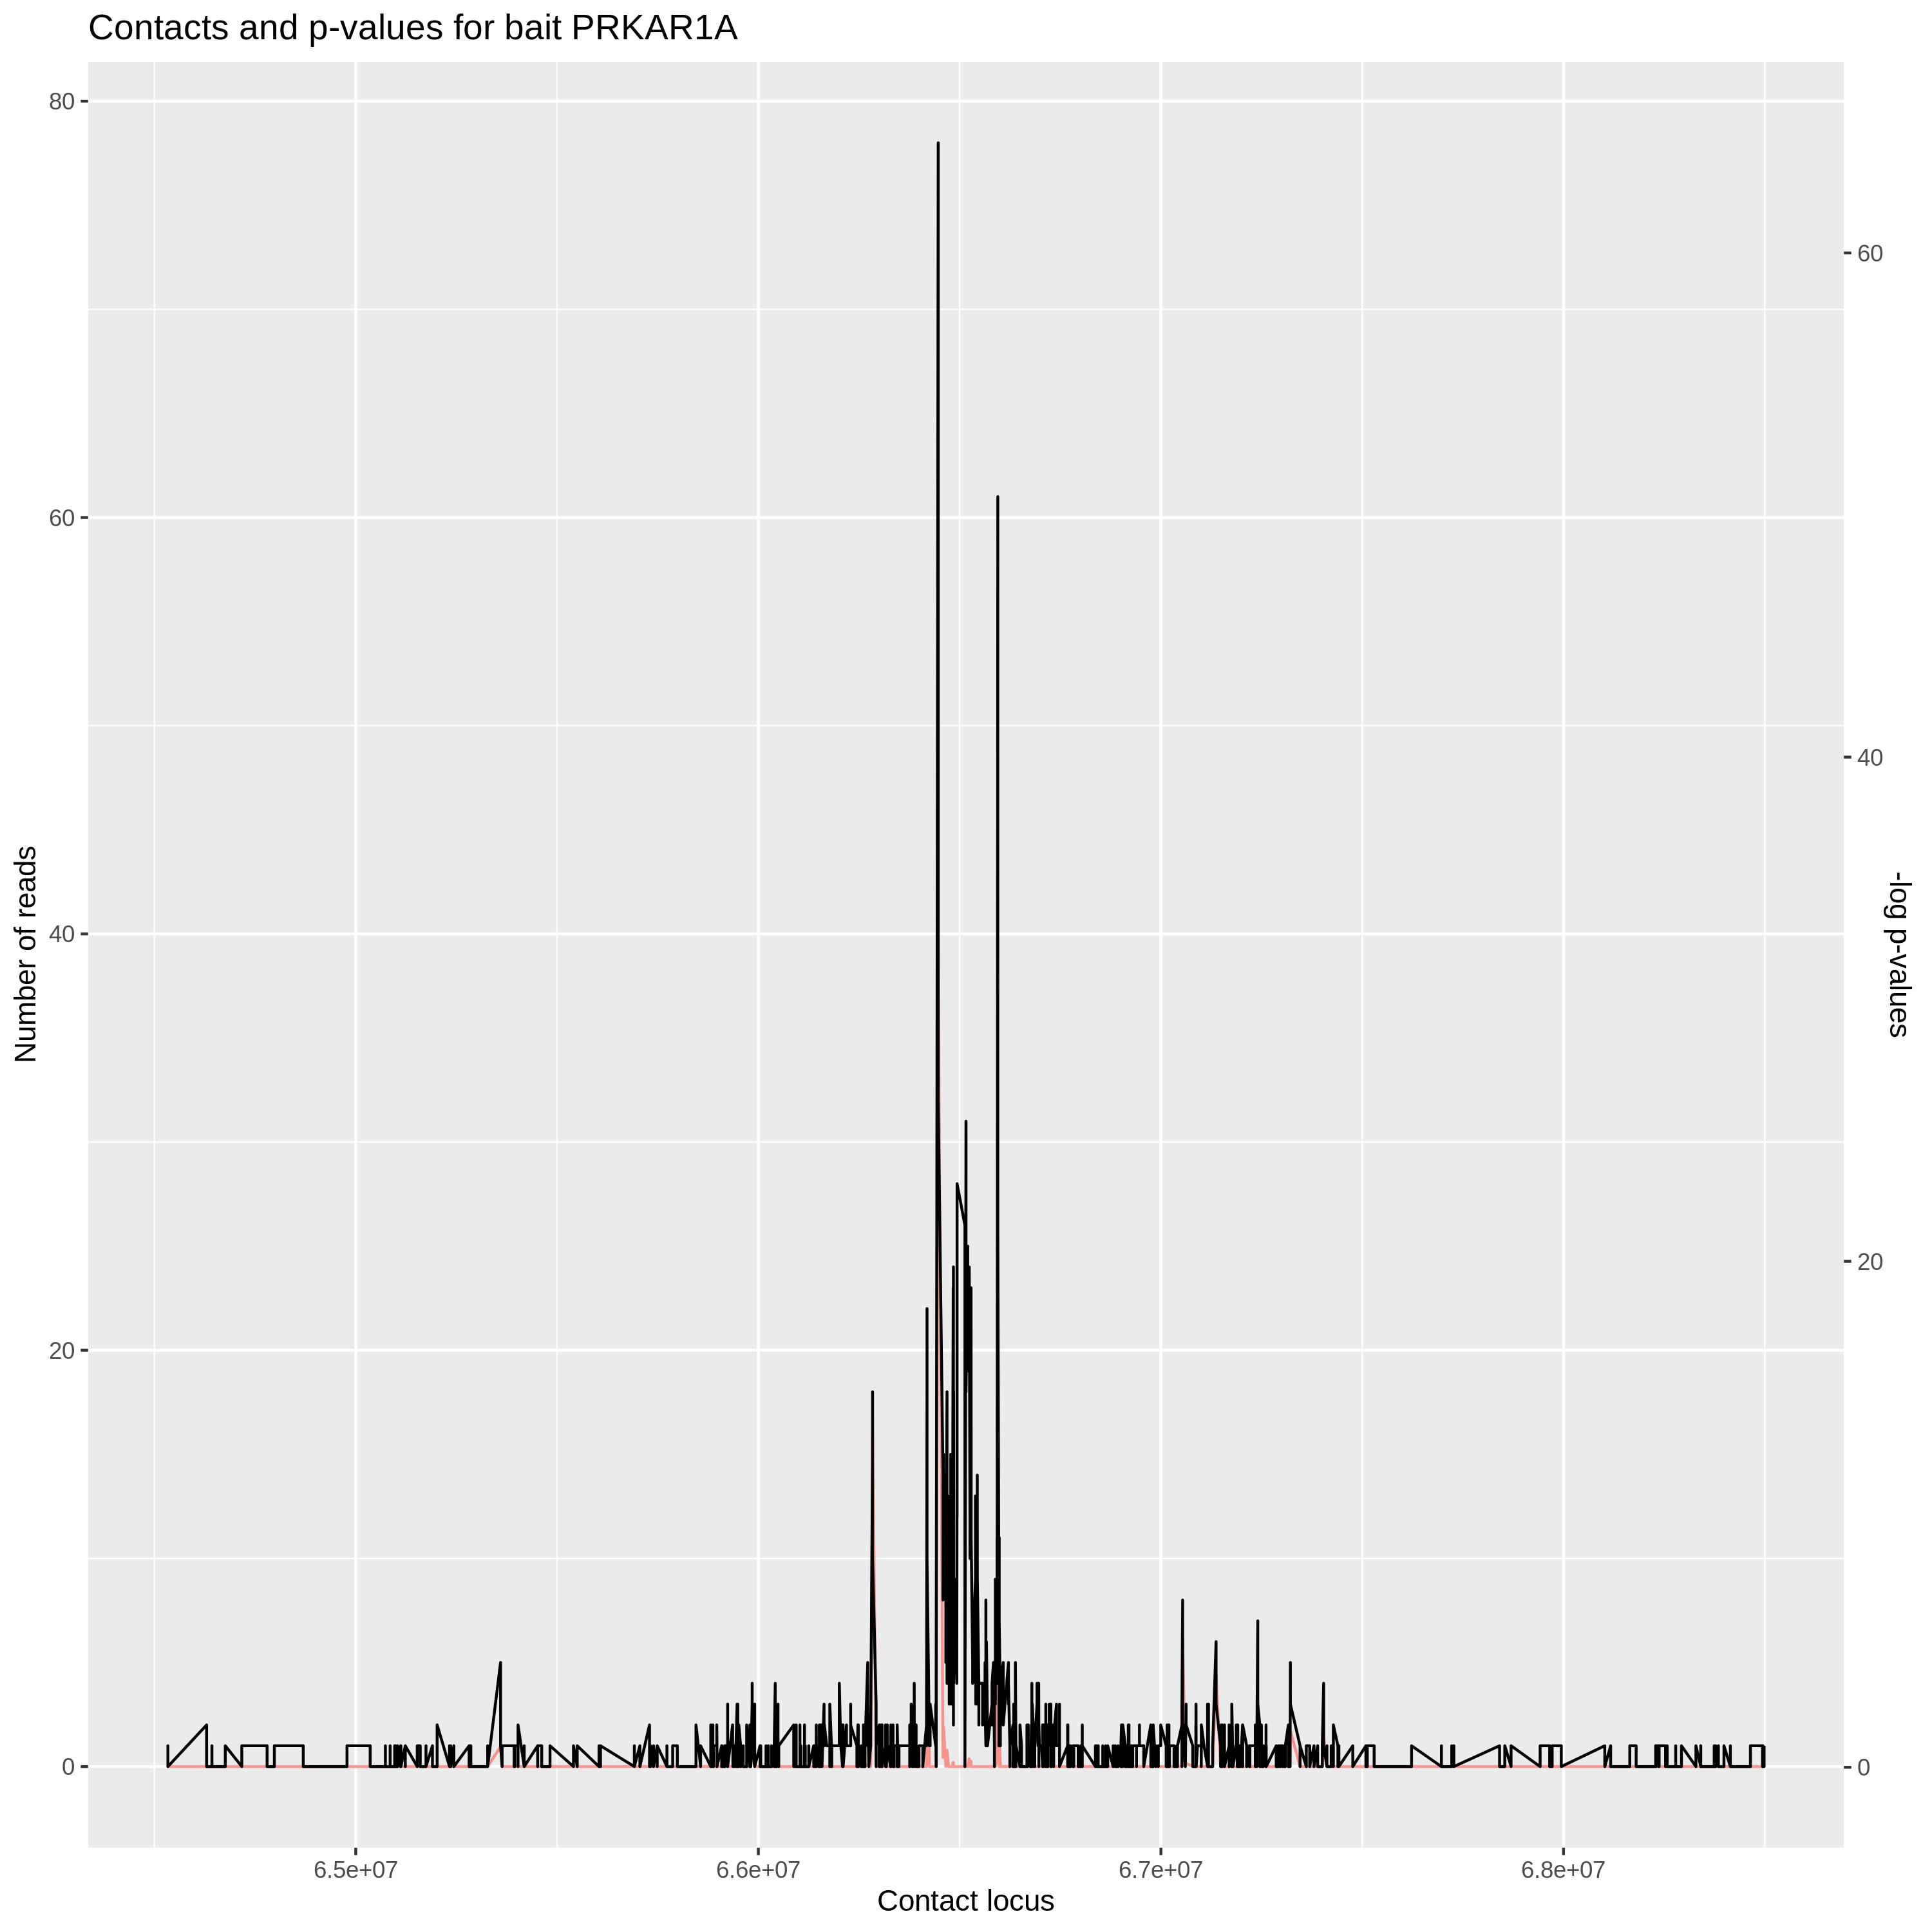 Contacts and p-values for bait PRKAR1A
80
60
40
20
0
Number of reads
60
40
20
0
-log p-values
6.5e+07
6.6e+07
6.7e+07
6.8e+07
Contact locus